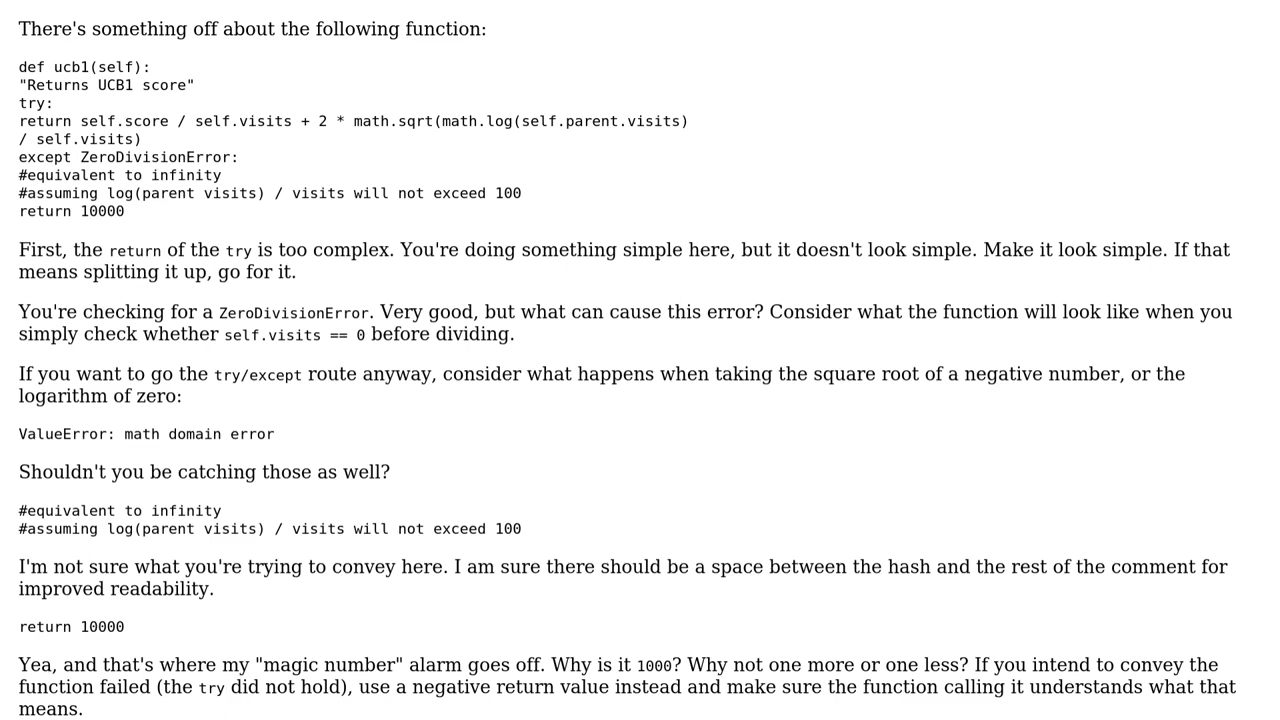 There's something off about the following function:
def ucb1(self):
"Returns UCB1 score"
try:
return self.score / self.visits + 2 * math.sqrt(math.log(self.parent.visits)
/ self.visits)
except ZeroDivisionError:
#equivalent to infinity
#assuming log(parent visits) / visits will not exceed 100
return 10000
First, the return of the try is too complex. You're doing something simple here, but it doesn't look simple. Make it look simple. If that
means splitting it up, go for it.
You're checking for a ZeroDivisionError. Very good, but what can cause this error? Consider what the function will look like when you
simply check whether self.visits == 0 before dividing.
If you want to go the try/except route anyway, consider what happens when taking the square root of a negative number, or the
logarithm of zero:
ValueError: math domain error
Shouldn't you be catching those as well?
#equivalent to infinity
#assuming log(parent visits) / visits will not exceed 100
I'm not sure what you're trying to convey here. I am sure there should be a space between the hash and the rest of the comment for
improved readability.
return 10000
Yea, and that's where my "magic number" alarm goes off. Why is it 1000? Why not one more or one less? If you intend to convey the
function failed (the try did not hold), use a negative return value instead and make sure the function calling it understands what that
means.